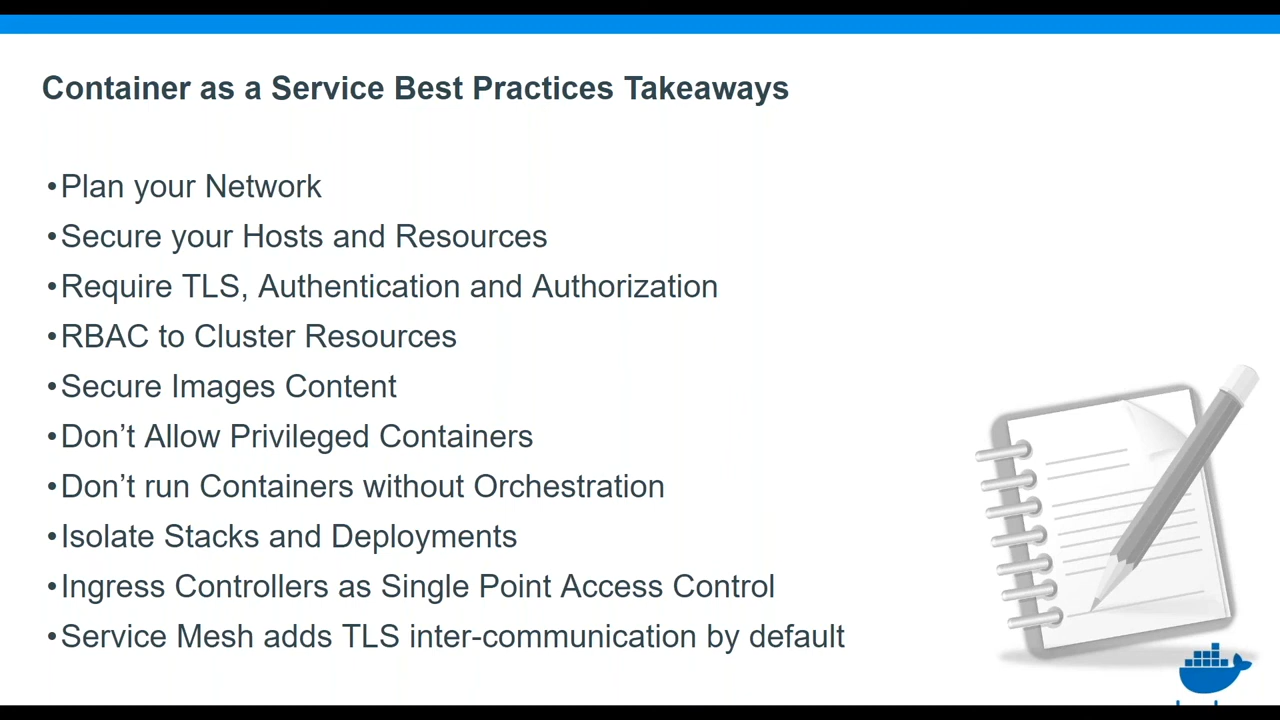 Container as a Service Best Practices Takeaways
•Plan your Network
•Secure your Hosts and Resources
•Require TLS, Authentication and Authorization
•RBAC to Cluster Resources
•Secure Images Content
•Don’t Allow Privileged Containers
•Don’t run Containers without Orchestration
•Isolate Stacks and Deployments
•Ingress Controllers as Single Point Access Control
•Service Mesh adds TLS inter-communication by default